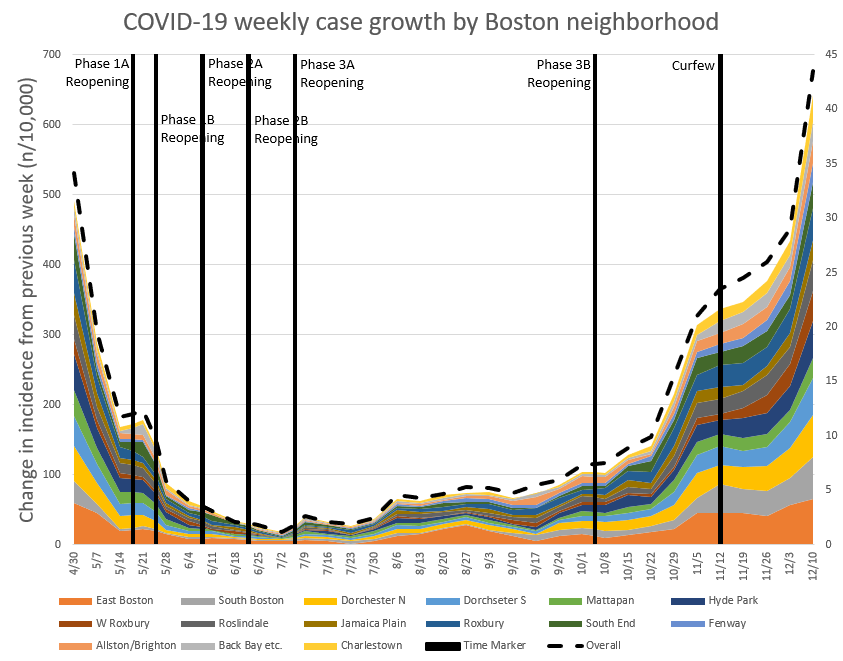 COVID-19 weekly case growth by Boston neighborhood
Change in incidence from previous week (n/10,000)
700
600
500
400
300
200
100
0
45
40
35
30
25
20
15
10
5
0
Phase 1A
Reopening
Phase 1B
Reopening
Phase 2A
Reopening
Phase 2B
Reopening
Phase 3A
Reopening
Phase 3B
Reopening
Curfew
4/30 5/7 5/14 5/21 5/28 6/4 6/11 6/18 6/25 7/2 7/9 7/16 7/23 7/30 8/6 8/13 8/20 8/27 9/3 9/10 9/17 9/24 10/1 10/8 10/15 10/22 10/29 11/5 11/12 11/19 11/26 12/3 12/10
East Boston South Boston Dorchester N Dorchseter S Mattapan Hyde Park
W Roxbury Roslindale Jamaica Plain Roxbury South End Fenway
Allston/Brighton Back Bay etc. Charlestown Time Marker Overall